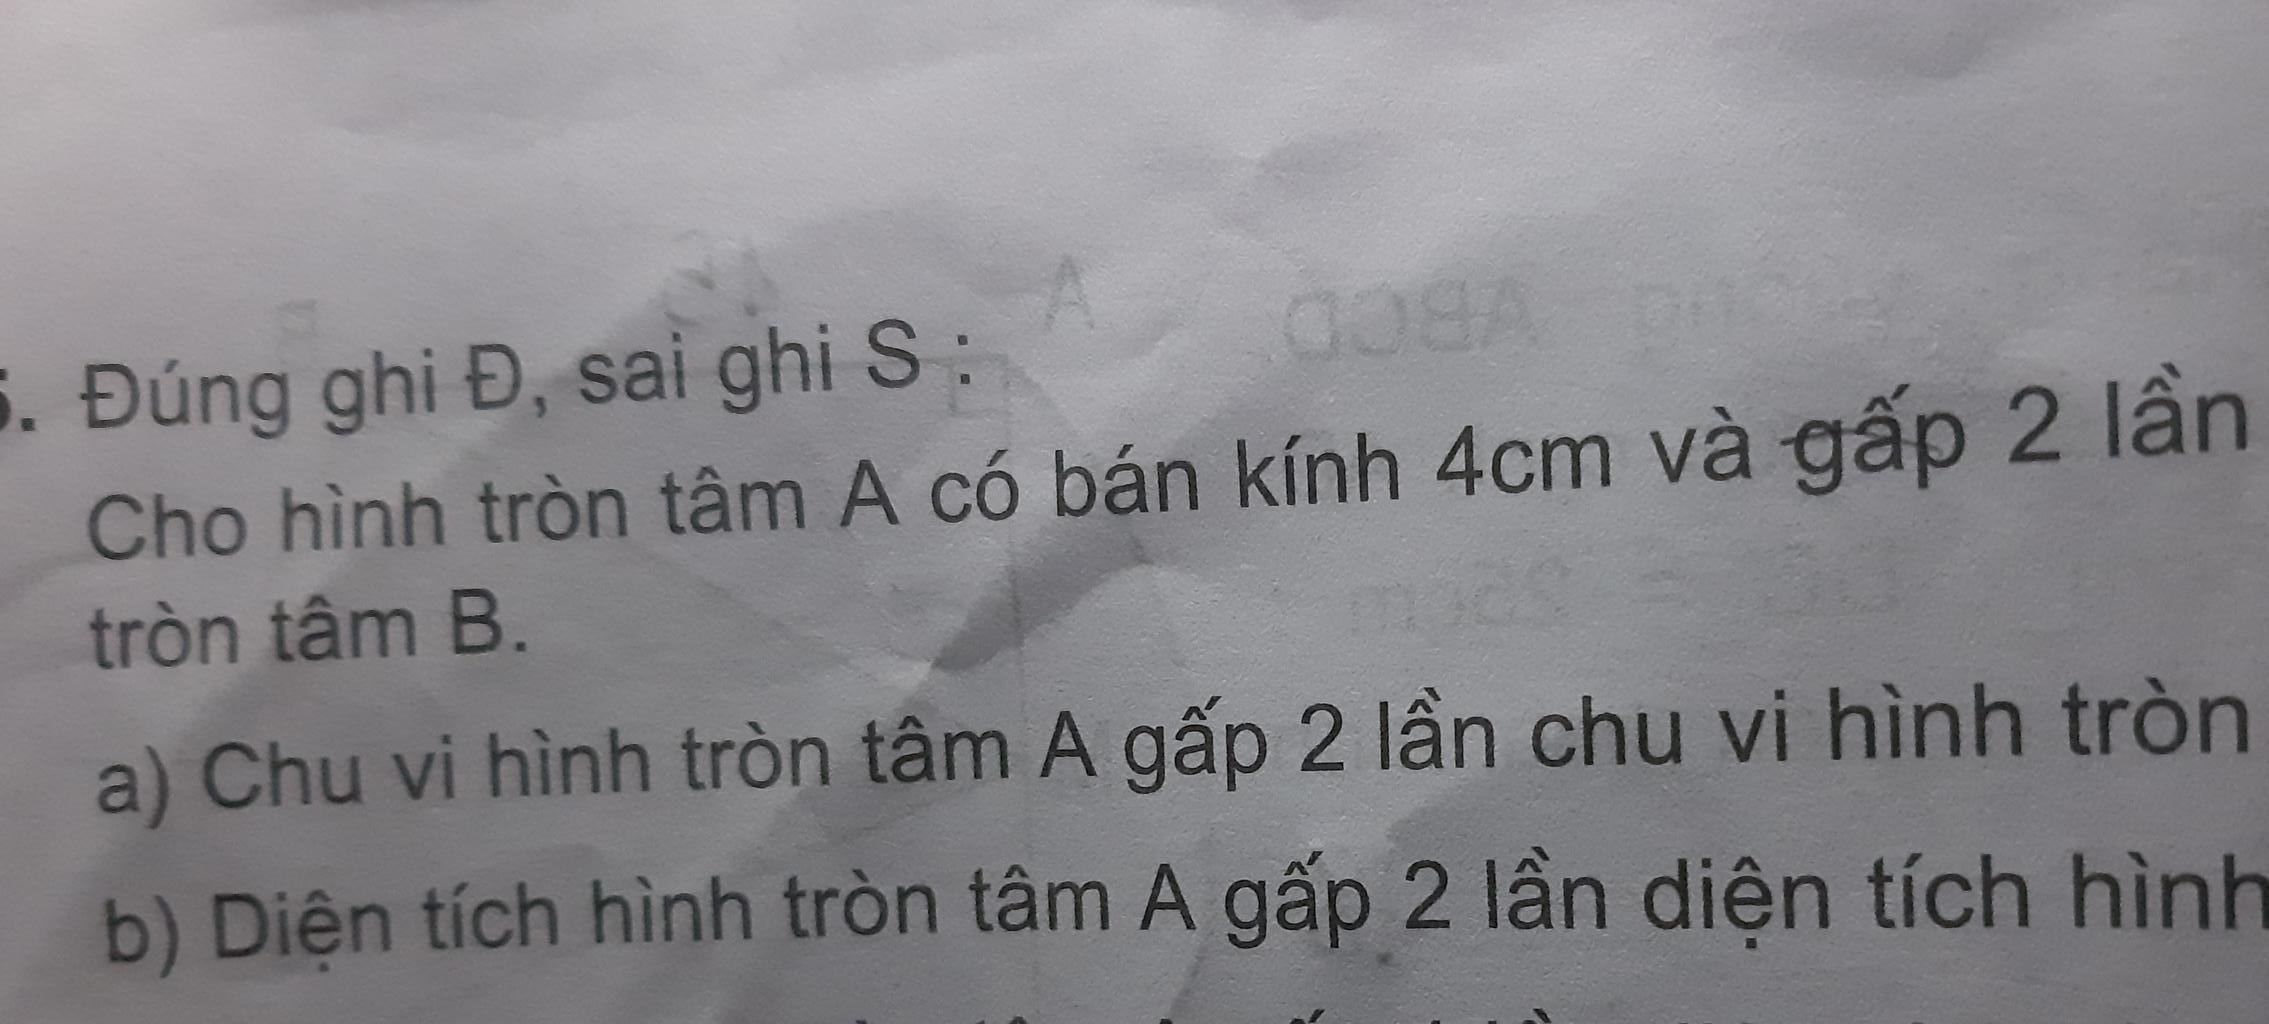 . Đúng ghi Đ, sai ghi S :
Cho hình tròn tâm A có bán kính 4cm và gấp 2 lần
tròn tâm B.
a) Chu vi hình tròn tâm A gấp 2 lần chu vi hình tròn
b) Diện tích hình tròn tâm A gấp 2 lần diện tích hình